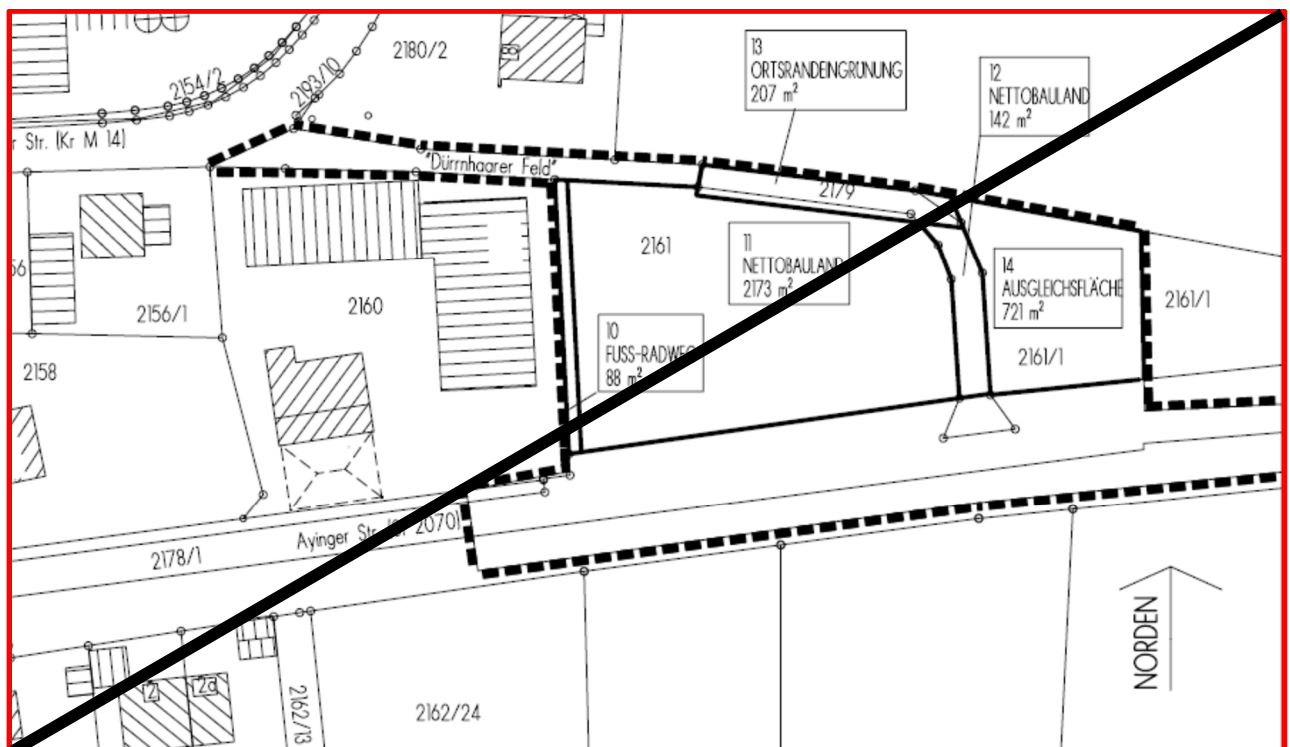 2180/2
2154/2
2193/10
r Str. (Kr M 14)
13
ORTSRANDEINGRÜNUNG
207 m²
12
NETTOBAULAND
142 m²
"Dürrnhaarer Feld"
2179
2161
11
NETTOBAULAND
2173 m²
14
AUSGLEICHSFLÄCHE
721 m²
2161/1
2161/1
56
2156/1
2160
10
FUSS-RADWEG
88 m²
2158
Ayinger Str. (St 2070)
2178/1
NORDEN
2
2a
2162/13
2162/24